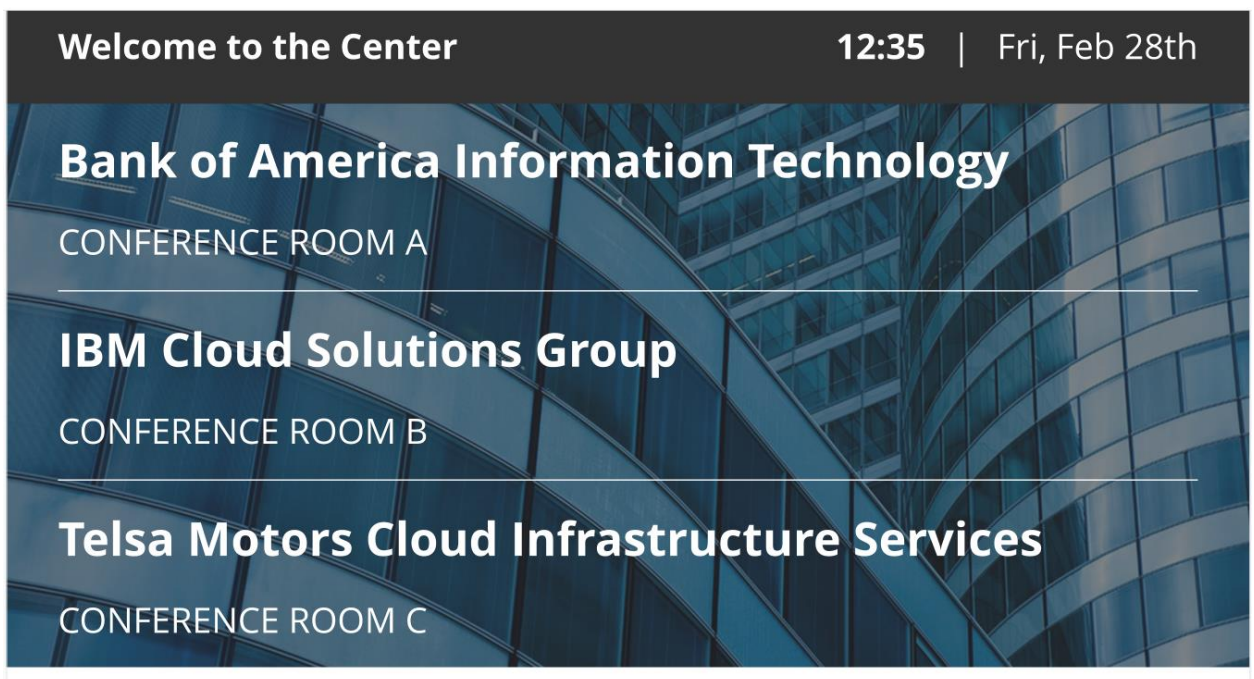 Welcome to the Center
12:35 | Fri, Feb 28th
Bank of America Information Technology
CONFERENCE ROOM A
IBM Cloud Solutions Group
CONFERENCE ROOM B
Telsa Motors Cloud Infrastructure Services
CONFERENCE ROOM C